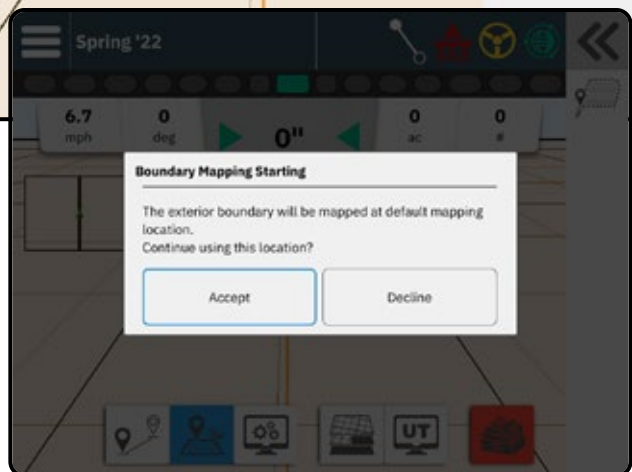 Spring '22
6.7
mph
0
deg
0"
0
ac
0
#
Boundary Mapping Starting
The exterior boundary will be mapped at default mapping
location.
Continue using this location?
Accept
Decline
UT